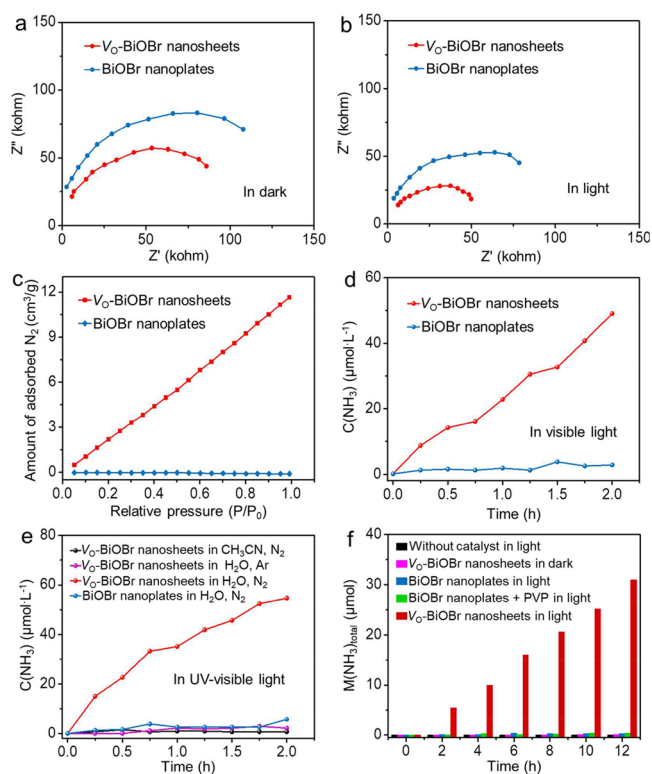 a
150
100
50
0
Z″ (kohm)
V_O-BiOBr nanosheets
BiOBr nanoplates
In dark
0 50 100 150
Z' (kohm)
b
150
100
50
0
Z″ (kohm)
V_O-BiOBr nanosheets
BiOBr nanoplates
In light
0 50 100 150
Z' (kohm)
c
12
9
6
3
0
Amount of adsorbed N₂ (cm³/g)
V_O-BiOBr nanosheets
BiOBr nanoplates
0.0 0.2 0.4 0.6 0.8 1.0
Relative pressure (P/P₀)
d
60
40
20
0
C(NH₃) (μmol·L⁻¹)
V_O-BiOBr nanosheets
BiOBr nanoplates
In visible light
0.0 0.5 1.0 1.5 2.0
Time (h)
e
80
60
40
20
0
C(NH₃) (μmol·L⁻¹)
V_O-BiOBr nanosheets in CH₃CN, N₂
V_O-BiOBr nanosheets in H₂O, Ar
V_O-BiOBr nanosheets in H₂O, N₂
BiOBr nanoplates in H₂O, N₂
In UV-visible light
0.0 0.5 1.0 1.5 2.0
Time (h)
f
40
30
20
10
0
M(NH₃)total (μmol)
Without catalyst in light
V_O-BiOBr nanosheets in dark
BiOBr nanoplates in light
BiOBr nanoplates + PVP in light
V_O-BiOBr nanosheets in light
0 2 4 6 8 10 12
Time (h)